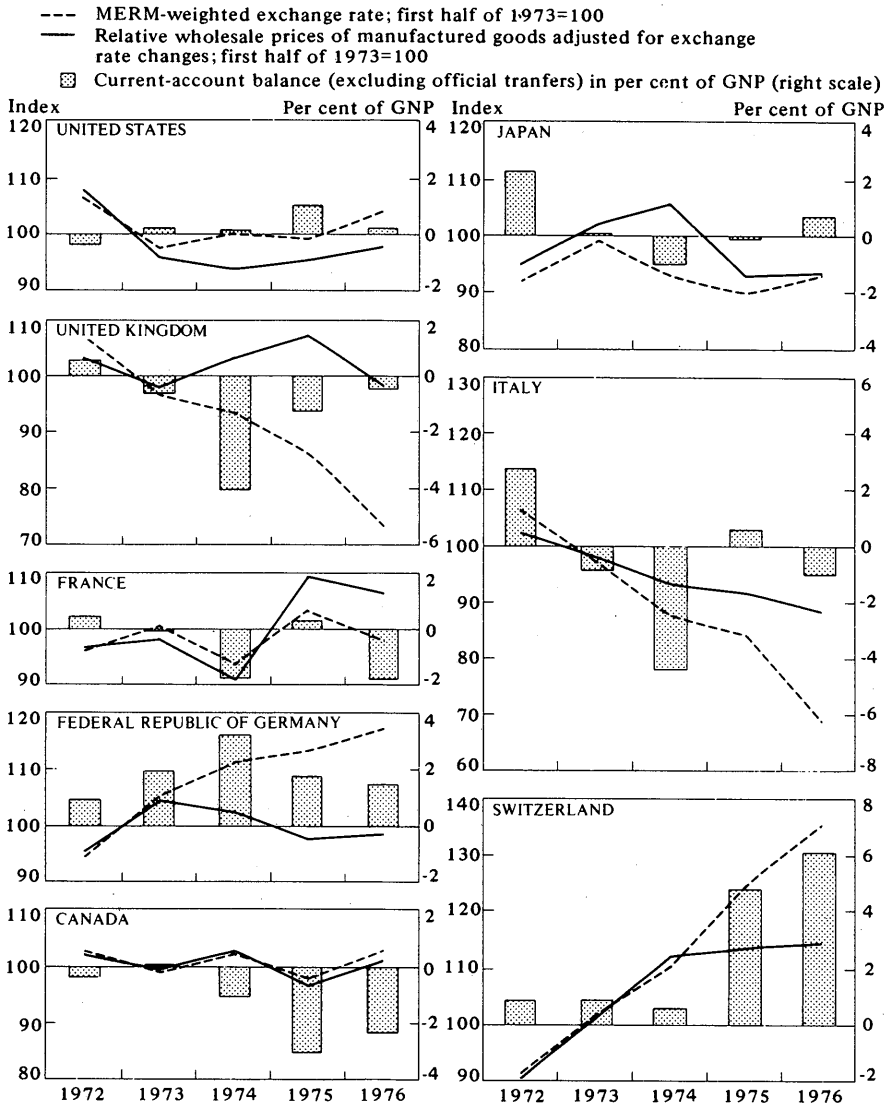 MERM-weighted exchange rate; first half of 1973=100
Relative wholesale prices of manufactured goods adjusted for exchange
rate changes; first half of 1973=100
Current-account balance (excluding official tranfers) in per cent of GNP (right scale)
Index Per cent of GNP
120 UNITED STATES 4
110 2
100 0
90 -2
110 UNITED KINGDOM 2
100 0
90 -2
80 -4
70 -6
110 FRANCE 2
100 0
90 -2
120 FEDERAL REPUBLIC OF GERMANY 4
110 2
100 0
90 -2
110 CANADA 2
100 0
90 -2
80 -4
1972 1973 1974 1975 1976
Index Per cent of GNP
120 JAPAN 4
110 2
100 0
90 -2
80 -4
130 ITALY 6
120 4
110 2
100 0
90 -2
80 -4
70 -6
60 -8
140 SWITZERLAND 8
130 6
120 4
110 2
100 0
90 -2
1972 1973 1974 1975 1976